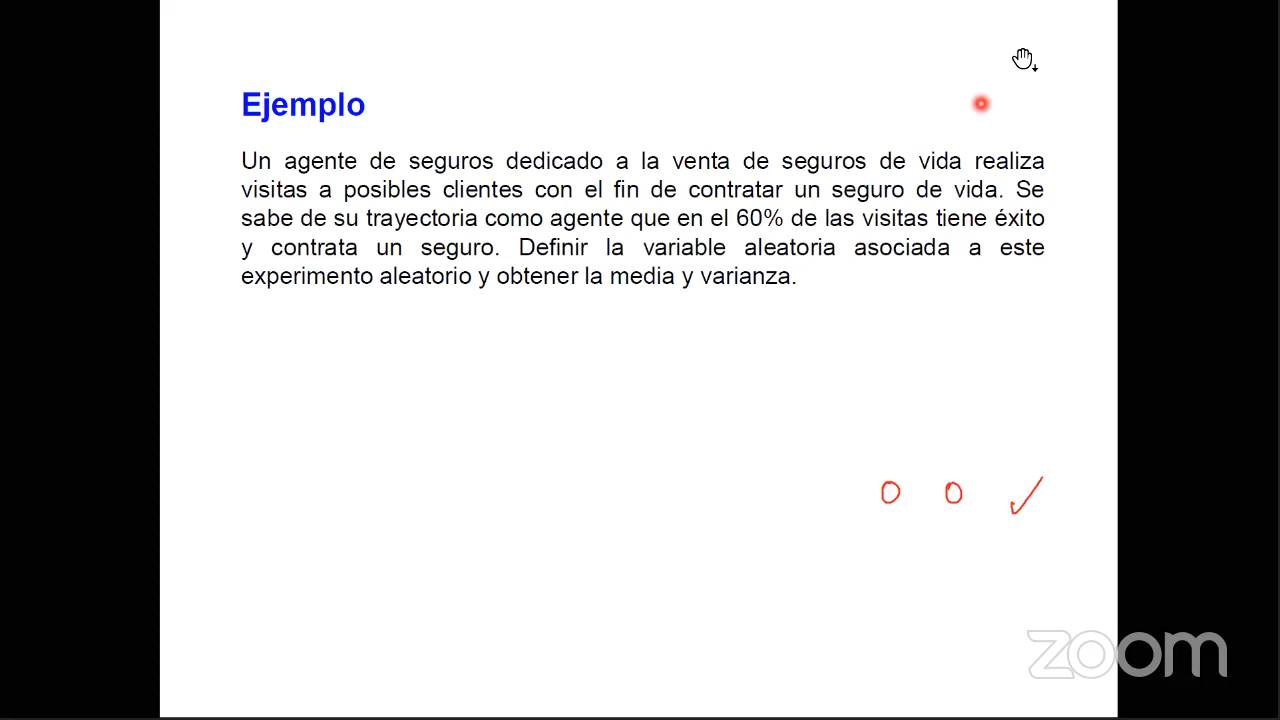 Ejemplo
Un agente de seguros dedicado a la venta de seguros de vida realiza
visitas a posibles clientes con el fin de contratar un seguro de vida. Se
sabe de su trayectoria como agente que en el 60% de las visitas tiene éxito
y contrata un seguro. Definir la variable aleatoria asociada a este
experimento aleatorio y obtener la media y varianza.
0 0 ✓
zoom